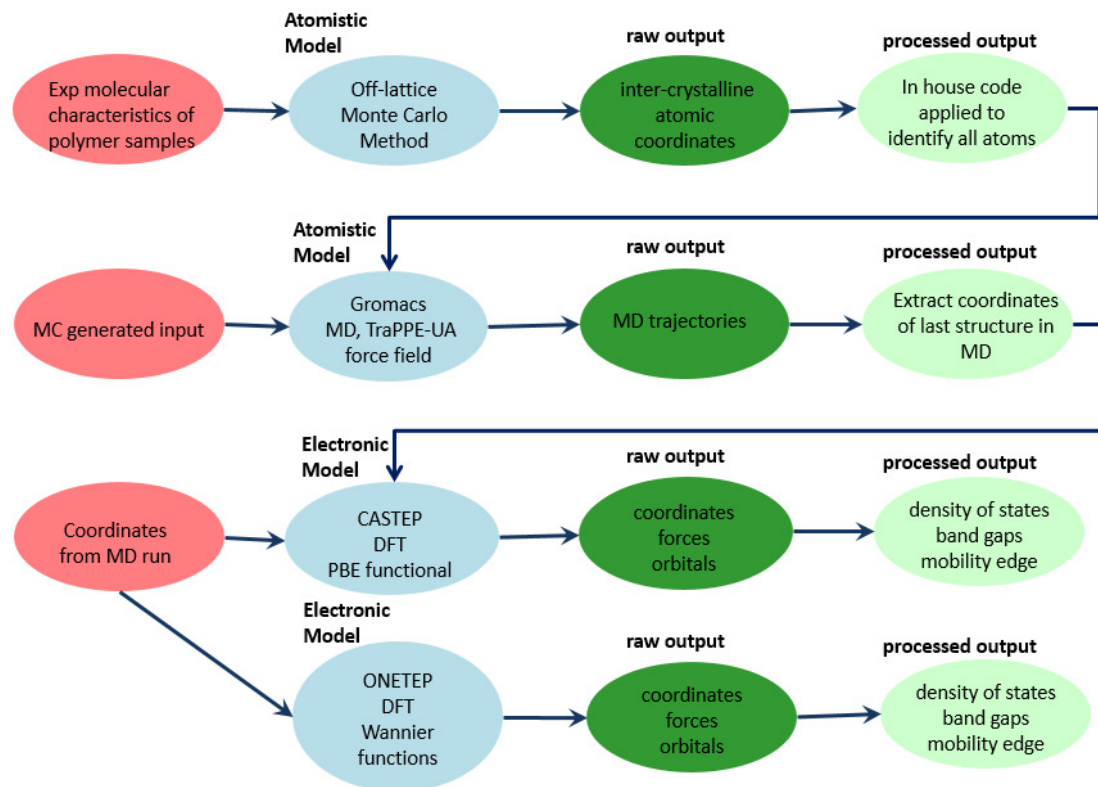 Atomistic
Model
raw output
processed output
Exp molecular
characteristics of
polymer samples
Off-lattice
Monte Carlo
Method
inter-crystalline
atomic
coordinates
In house code
applied to
identify all atoms
Atomistic
Model
raw output
processed output
MC generated input
Gromacs
MD, TraPPE-UA
force field
MD trajectories
Extract coordinates
of last structure in
MD
Electronic
Model
raw output
processed output
Coordinates
from MD run
CASTEP
DFT
PBE functional
coordinates
forces
orbitals
density of states
band gaps
mobility edge
Electronic
Model
raw output
processed output
ONETEP
DFT
Wannier
functions
coordinates
forces
orbitals
density of states
band gaps
mobility edge